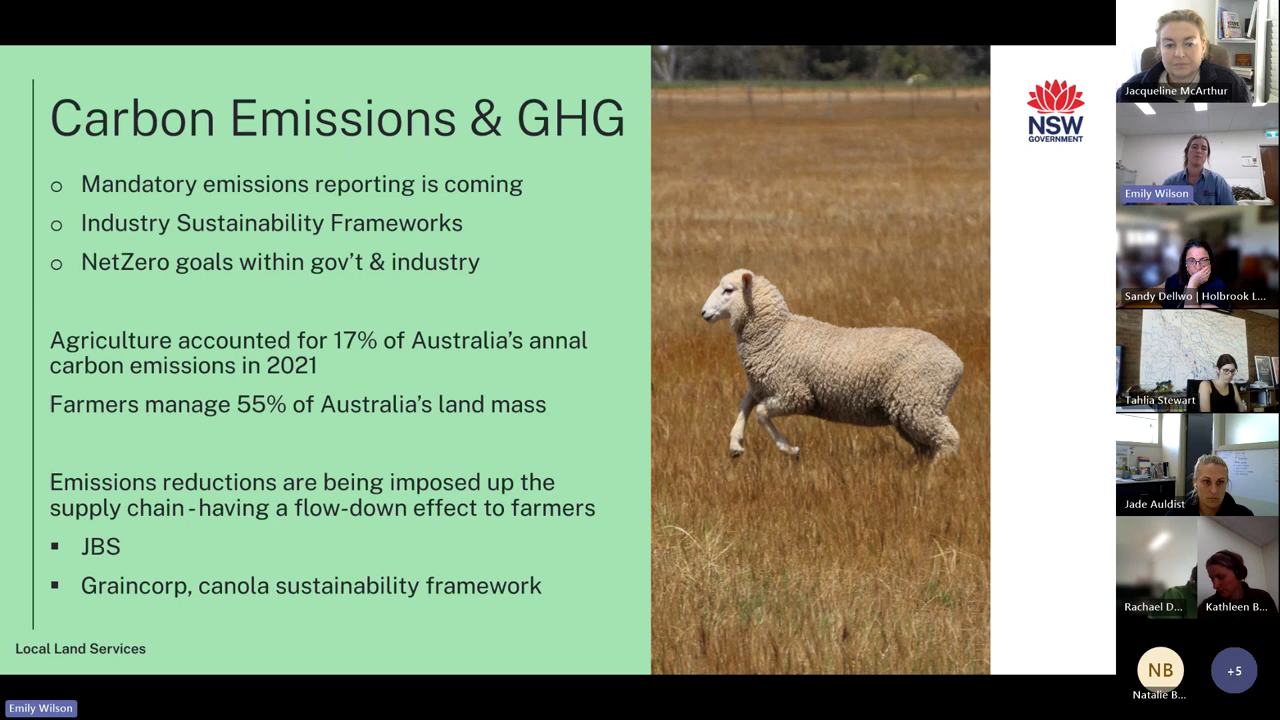 Carbon Emissions & GHG
o Mandatory emissions reporting is coming
o Industry Sustainability Frameworks
o NetZero goals within gov't & industry
Agriculture accounted for 17% of Australia's annal
carbon emissions in 2021
Farmers manage 55% of Australia's land mass
Emissions reductions are being imposed up the
supply chain - having a flow-down effect to farmers
▪ JBS
▪ Graincorp, canola sustainability framework
Local Land Services
NSW
GOVERNMENT
Jacqueline McArthur
Emily Wilson
Sandy Dellwo | Holbrook L...
Tahlia Stewart
Jade Auldist
Rachael D...
Kathleen B...
NB
Natalie B...
+5
Emily Wilson